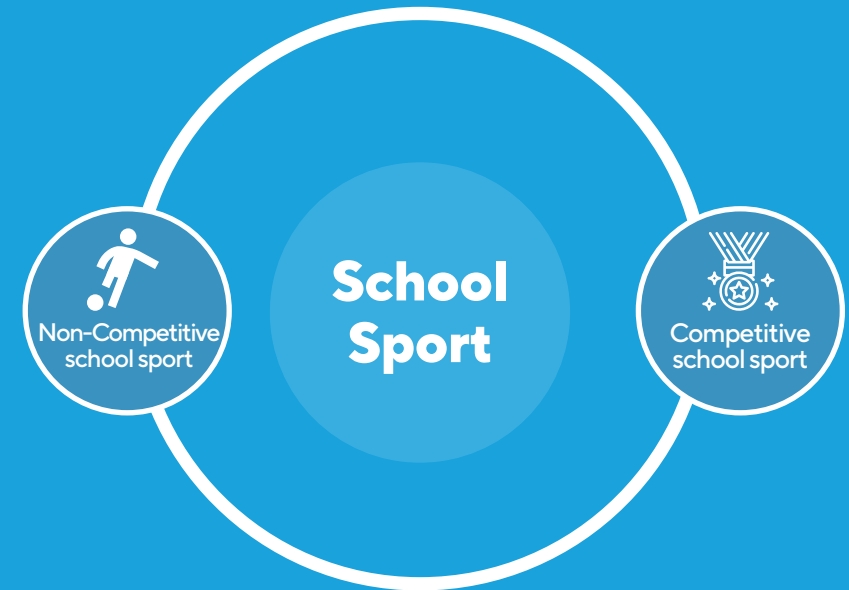 School
Sport
Non-Competitive
school sport
Competitive
school sport